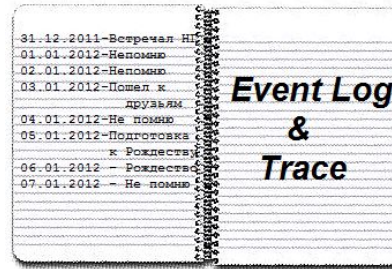 31.12.2011-Встречал НГ
01.01.2012-Непомню
02.01.2012-Непомню
03.01.2012-Пошел к
друзьям
04.01.2012-Не помню
05.01.2012-Подготовка
к Рождеству
06.01.2012 - Рождество
07.01.2012 - Не помню
Event Log
&
Trace